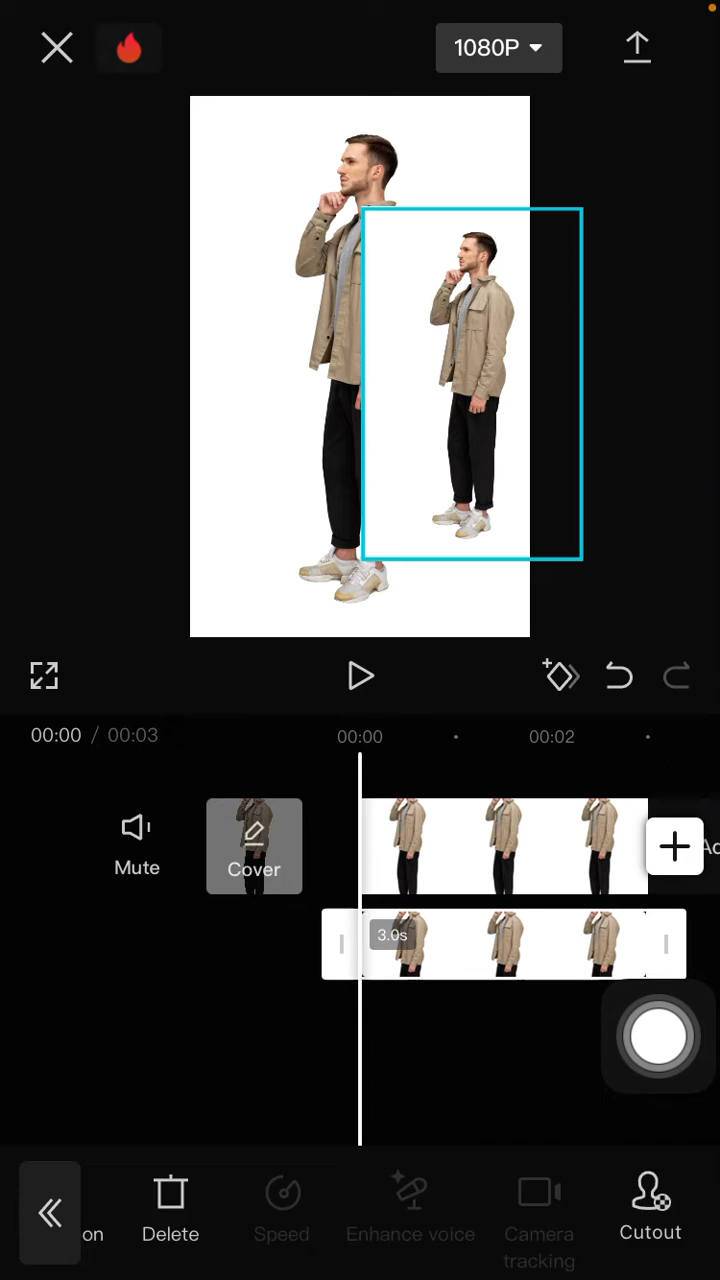 1080P
00:00 / 00:03
00:00
00:02
Mute
Cover
Ad
3.0s
on
Delete
Speed
Enhance voice
Camera
tracking
Cutout